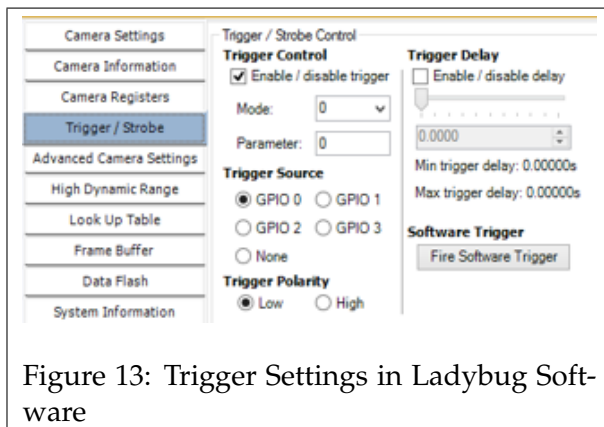 Camera Settings
Camera Information
Camera Registers
Trigger / Strobe
Advanced Camera Settings
High Dynamic Range
Look Up Table
Frame Buffer
Data Flash
System Information
Trigger / Strobe Control
Trigger Control
Enable / disable trigger
Mode: 0
Parameter: 0
Trigger Source
GPIO 0 GPIO 1
GPIO 2 GPIO 3
None
Trigger Polarity
Low High
Trigger Delay
Enable / disable delay
0.0000
Min trigger delay: 0.00000s
Max trigger delay: 0.00000s
Software Trigger
Fire Software Trigger
Figure 13: Trigger Settings in Ladybug Soft-
ware